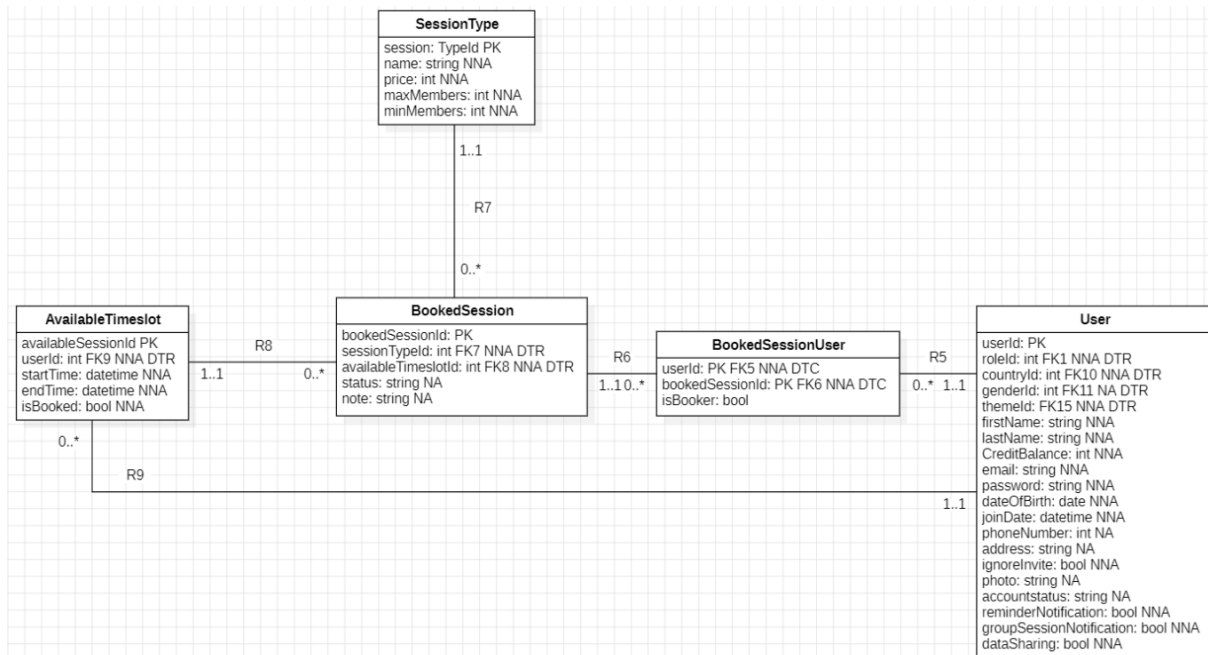 SessionType
session: TypeId PK
name: string NNA
price: int NNA
maxMembers: int NNA
minMembers: int NNA
1..1
R7
0..*
AvailableTimeslot
availableSessionId PK
userId: int FK9 NNA DTR
startTime: datetime NNA
endTime: datetime NNA
isBooked: bool NNA
R8
1..1
0..*
BookedSession
bookedSessionId: PK
sessionTypeId: int FK7 NNA DTR
availableTimeslotId: int FK8 NNA DTR
status: string NA
note: string NA
R6
1..1
0..*
BookedSessionUser
userId: PK FK5 NNA DTC
bookedSessionId: PK FK6 NNA DTC
isBooker: bool
R5
0..*
1..1
User
userId: PK
roleId: int FK1 NNA DTR
countryId: int FK10 NNA DTR
genderId: int FK11 NA DTR
themeId: FK15 NNA DTR
firstName: string NNA
lastName: string NNA
CreditBalance: int NNA
email: string NNA
password: string NNA
dateOfBirth: date NNA
joinDate: datetime NNA
phoneNumber: int NA
address: string NA
ignoreInvite: bool NNA
photo: string NA
accountstatus: string NA
reminderNotification: bool NNA
groupSessionNotification: bool NNA
dataSharing: bool NNA
0..*
R9
1..1